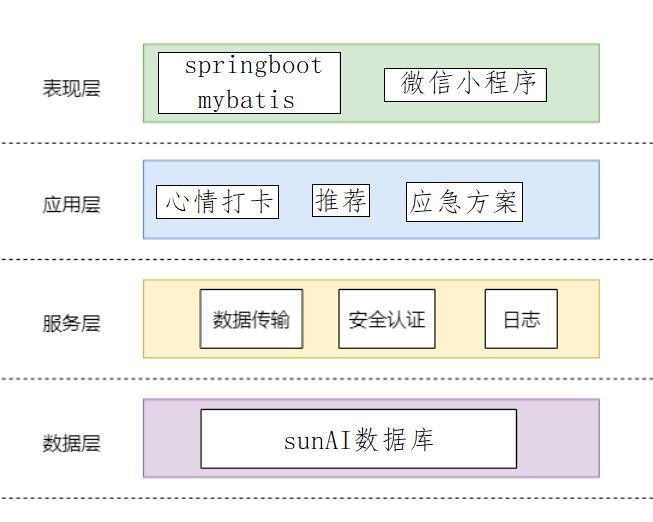 表现层
springboot
mybatis
微信小程序
应用层
心情打卡
推荐
应急方案
服务层
数据传输
安全认证
日志
数据层
sunAI数据库